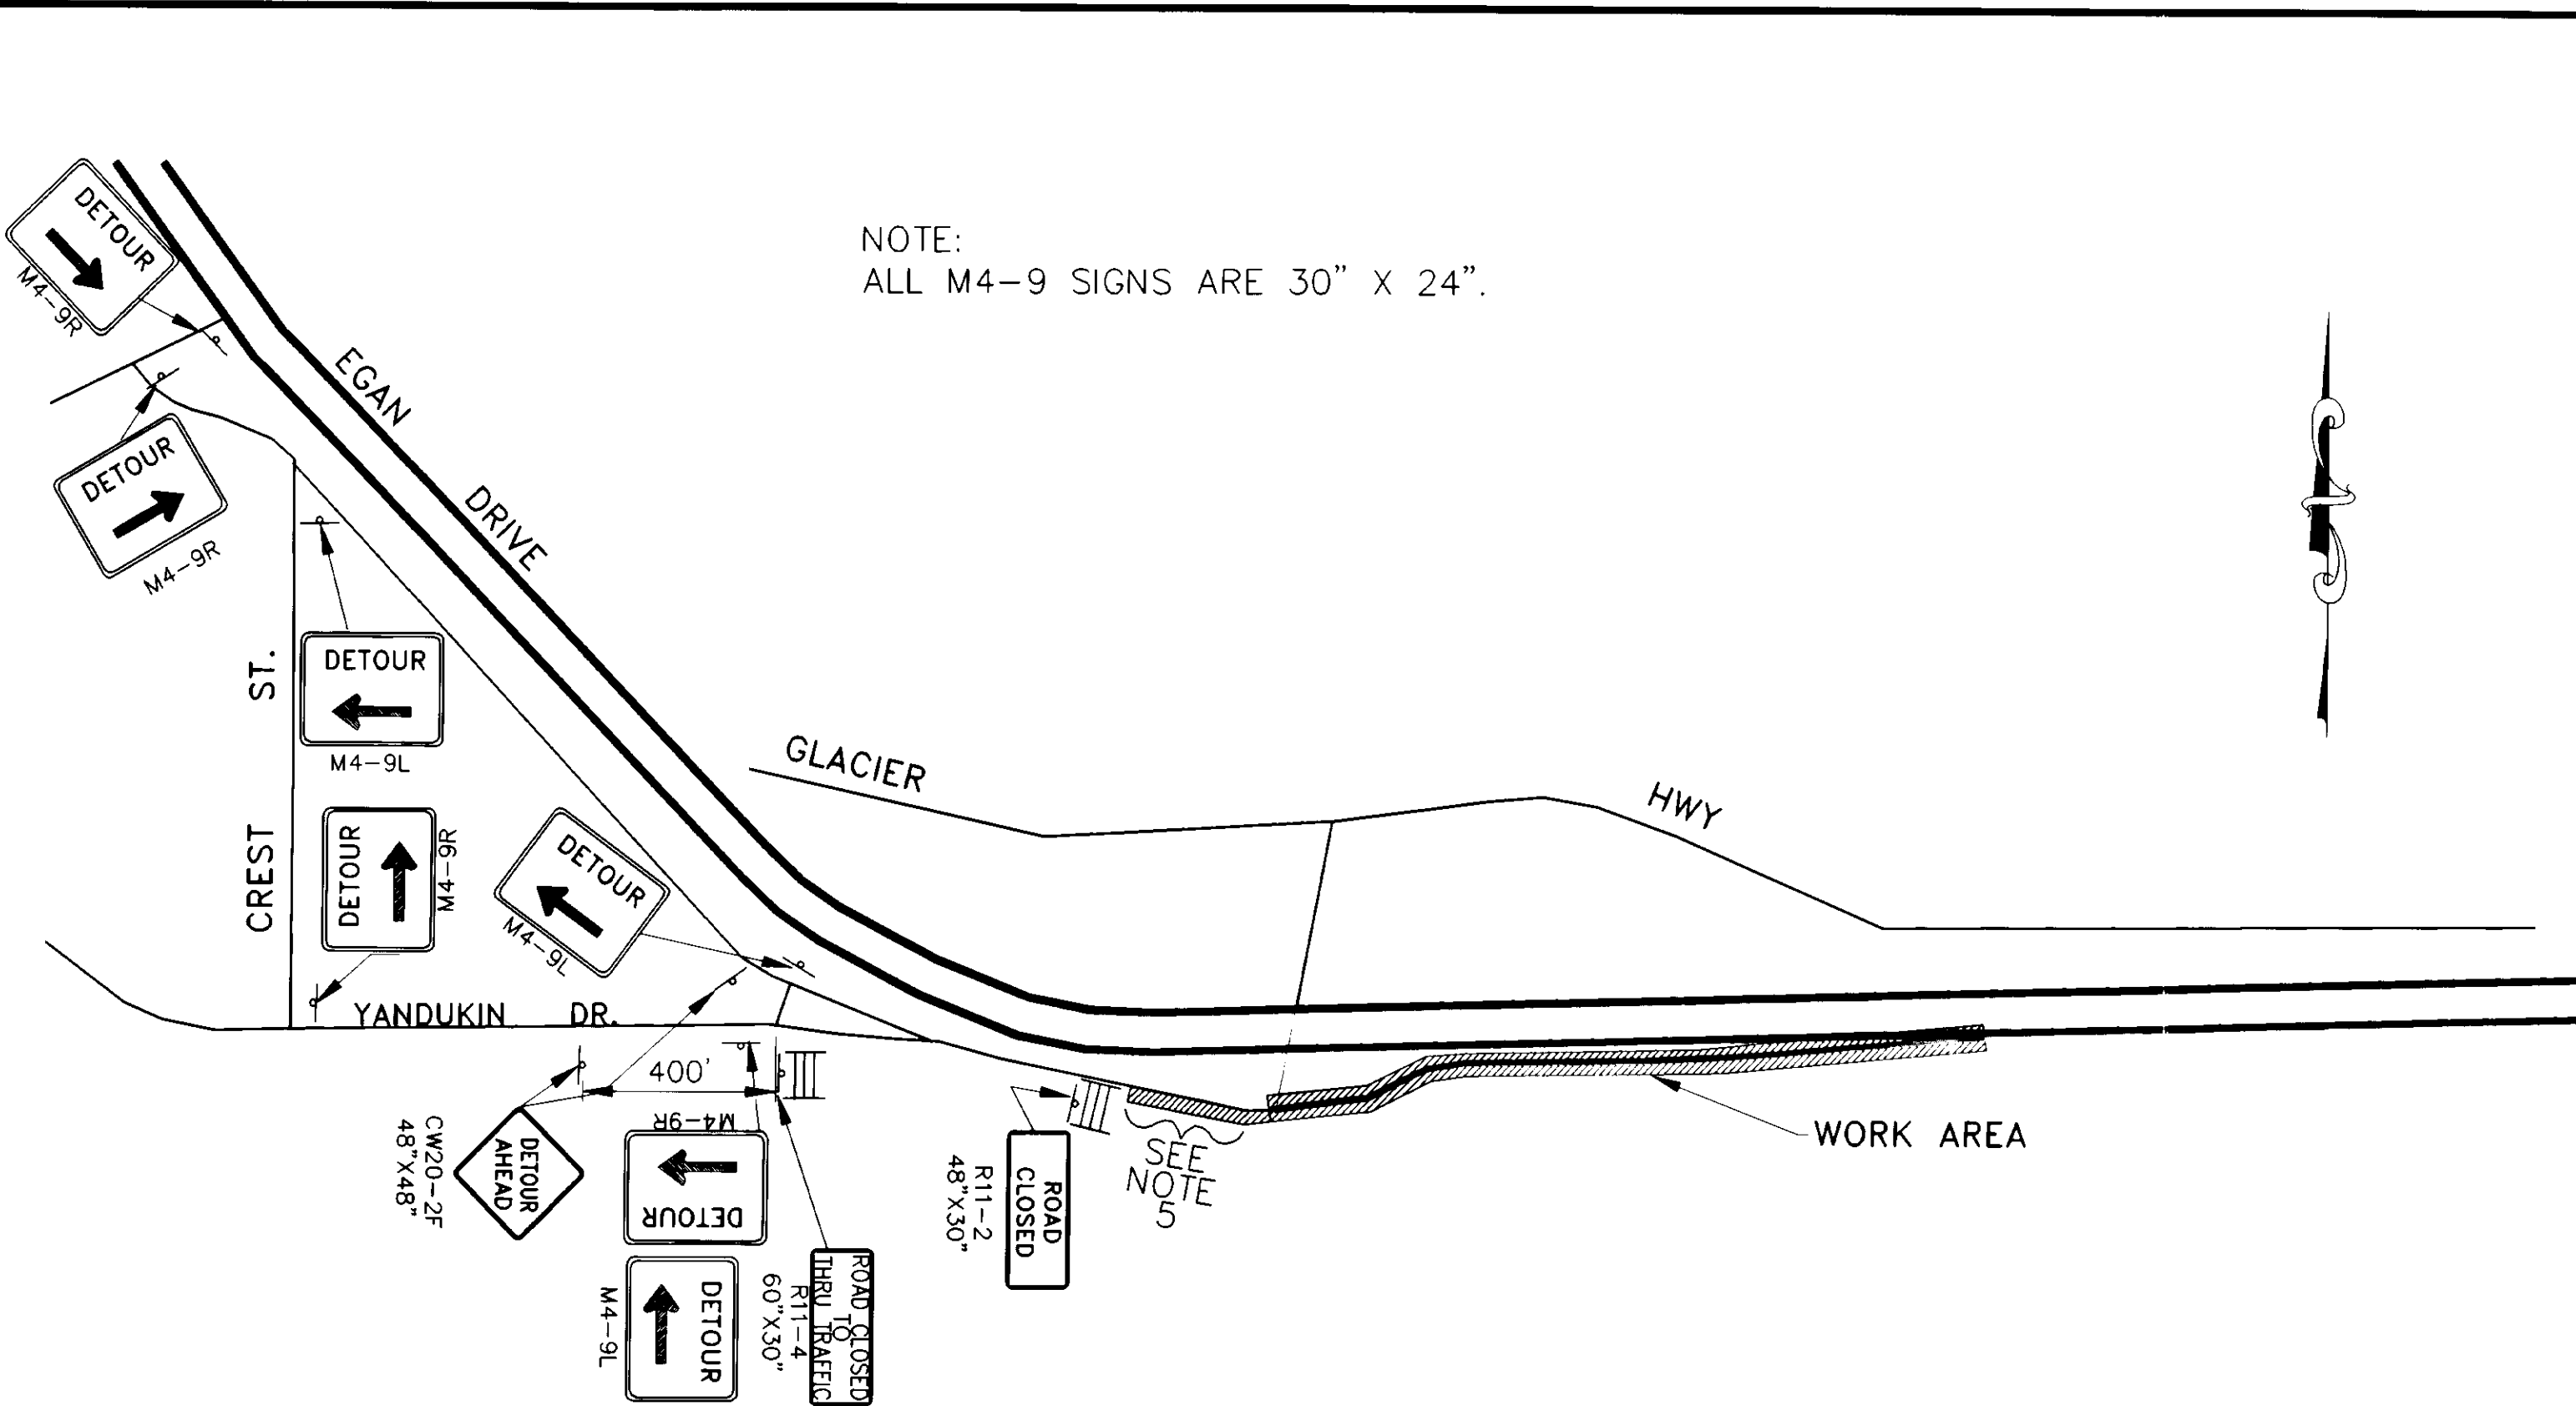 NOTE:
ALL M4-9 SIGNS ARE 30" X 24".
DETOUR
M4-9R
DETOUR
M4-9R
EGAN DRIVE
DETOUR
M4-9L
DETOUR
M4-9R
CREST ST.
DETOUR
M4-9L
GLACIER HWY
YANDUKIN DR.
400'
DETOUR
AHEAD
CW20-2F
48"X48"
M4-9R
DETOUR
DETOUR
M4-9L
ROAD CLOSED
TO
THRU TRAFFIC
R11-4
60"X30"
ROAD
CLOSED
R11-2
48"X30"
SEE
NOTE
5
WORK AREA